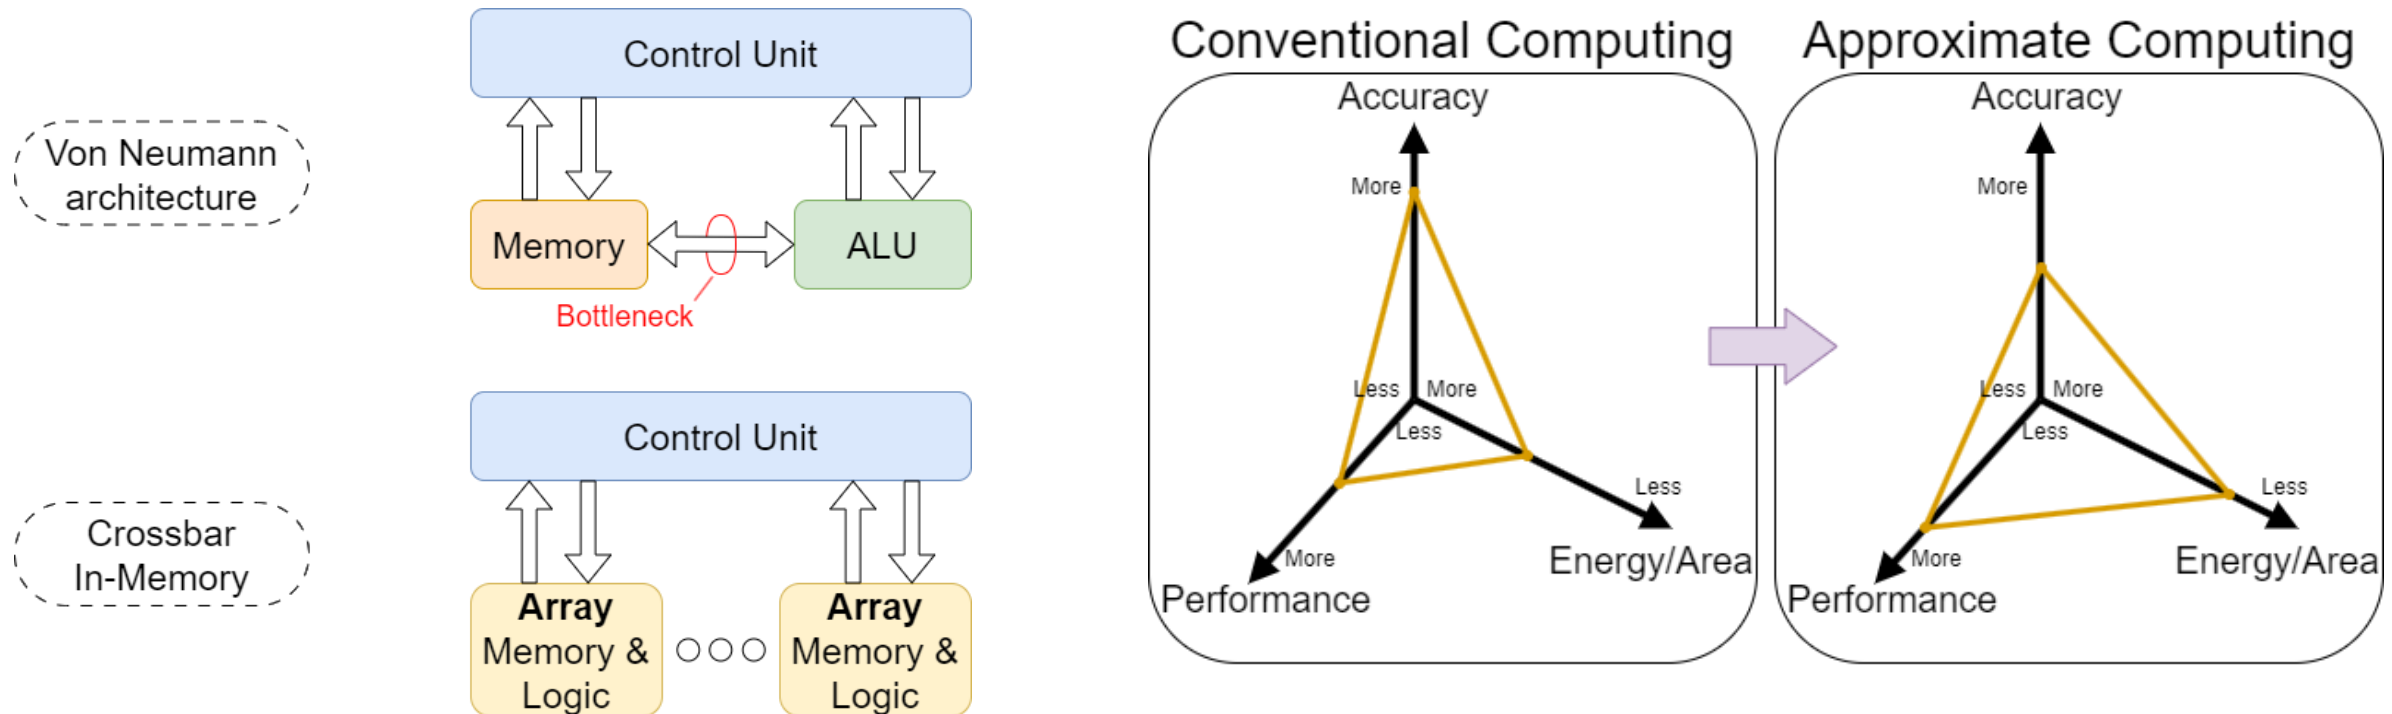 Control Unit
Von Neumann
architecture
Memory
ALU
Bottleneck
Control Unit
Crossbar
In-Memory
Array
Memory &
Logic
Array
Memory &
Logic
Conventional Computing
Accuracy
More
Less
More
Less
Less
More
Energy/Area
Performance
Approximate Computing
Accuracy
More
Less
More
Less
Less
More
Energy/Area
Performance